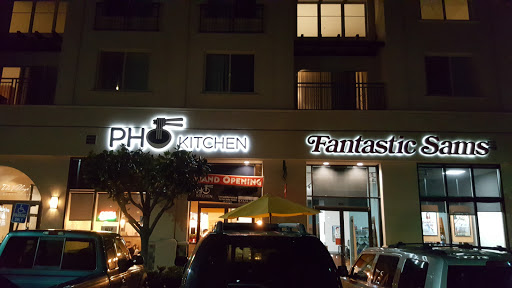 PHO
KITCHEN
Fantastic Sams
GRAND OPENING